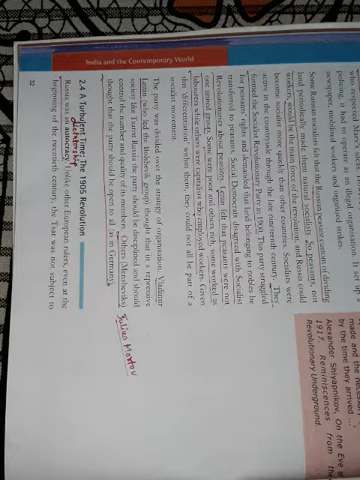 who respected
policing, it had to operate as an illegal organisation. It set up a
newspaper, mobilised workers and organised strikes.
Some Russian socialists felt that the Russian peasant custom of dividing
land periodically made them natural socialists. So peasants, not
workers, would be the main force of the revolution, and Russia could
become socialist more quickly than other countries. Socialists were
active in the countryside through the late nineteenth century. They
formed the Socialist Revolutionary Party in 1900. This party struggled
for peasants' rights and demanded that land belonging to nobles be
transferred to peasants. Social Democrats disagreed with Socialist
Revolutionaries about peasants. Lenin felt that peasants were not
one united group. Some were poor and others rich, some worked as
labourers while others were capitalists who employed workers. Given
this 'differentiation' within them, they could not all be part of a
socialist movement.
The party was divided over the strategy of organisation. Vladimir
Lenin (who led the Bolshevik group) thought that in a repressive
society like Tsarist Russia the party should be disciplined and should
control the number and quality of its members. Others (Mensheviks)
thought that the party should be open to all (as in Germany).
Julius Martov
2.4 A Turbulent Time: The 1905 Revolution
dictatorship
Russia was an autocracy. Unlike other European rulers, even at the
beginning of the twentieth century, the Tsar was not subject to
India and the Contemporary World
32
made and the necessary
by the time they arrived ...'
Alexander Shlyapnikov, On the Eve of
1917. Reminiscences from the
Revolutionary Underground.